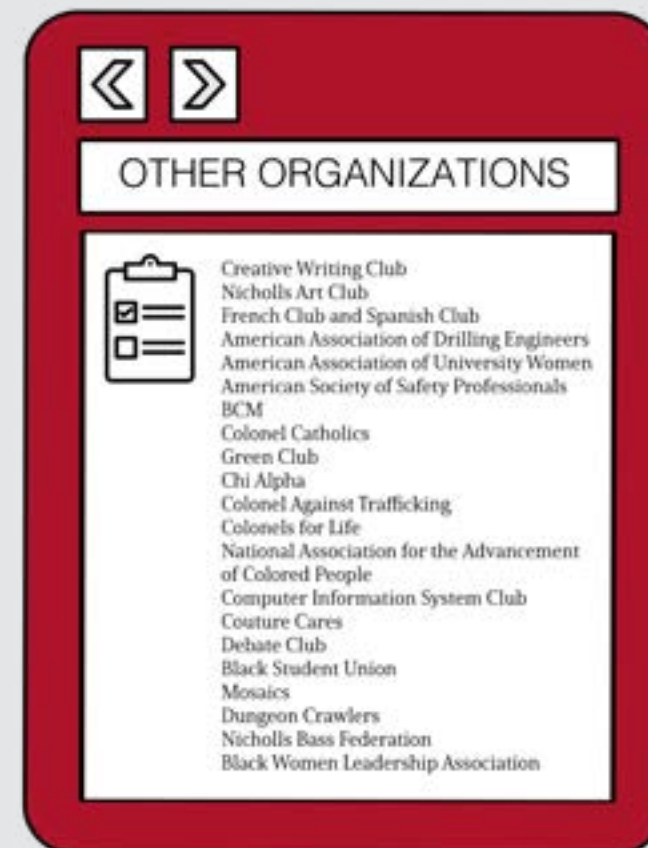 OTHER ORGANIZATIONS
Creative Writing Club
Nicholls Art Club
French Club and Spanish Club
American Association of Drilling Engineers
American Association of University Women
American Society of Safety Professionals
BCM
Colonel Catholics
Green Club
Chi Alpha
Colonel Against Trafficking
Colonels for Life
National Association for the Advancement
of Colored People
Computer Information System Club
Couture Cares
Debate Club
Black Student Union
Mosaics
Dungeon Crawlers
Nicholls Bass Federation
Black Women Leadership Association